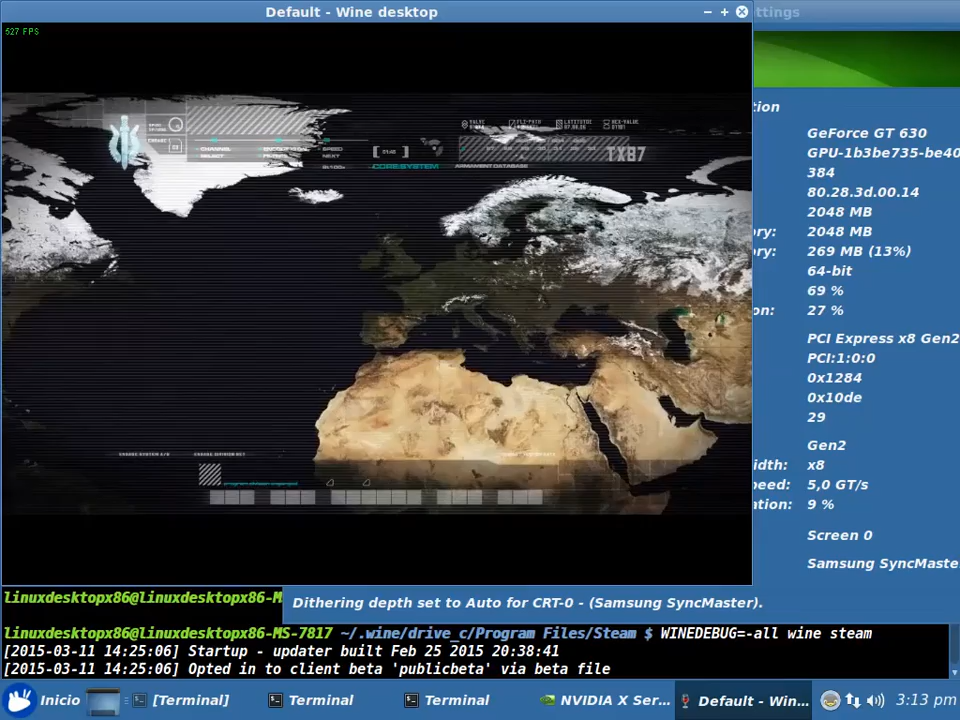 Default - Wine desktop
ttings
527 FPS
TXB7
CORE SYSTEM
ARMAMENT DATABASE
tion
GeForce GT 630
GPU-1b3be735-be40
384
80.28.3d.00.14
2048 MB
ory: 2048 MB
ory: 269 MB (13%)
64-bit
69 %
on: 27 %
PCI Express x8 Gen2
PCI:1:0:0
0x1284
0x10de
29
Gen2
idth: x8
peed: 5,0 GT/s
ation: 9 %
Screen 0
Samsung SyncMaste
linuxdesktopx86@linuxdesktopx86-M
Dithering depth set to Auto for CRT-0 - (Samsung SyncMaster).
linuxdesktopx86@linuxdesktopx86-MS-7817 ~/.wine/drive_c/Program Files/Steam $ WINEDEBUG=-all wine steam
[2015-03-11 14:25:06] Startup - updater built Feb 25 2015 20:38:41
[2015-03-11 14:25:06] Opted in to client beta 'publicbeta' via beta file
Inicio
[Terminal]
Terminal
Terminal
NVIDIA X Ser...
Default - Win...
3:13 pm